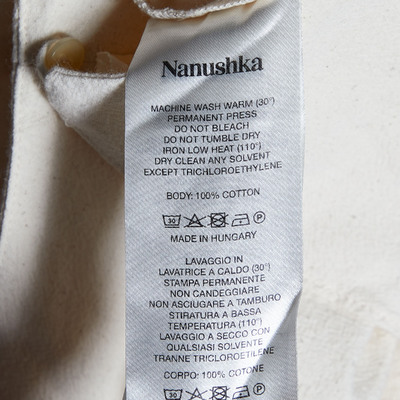 Nanushka
MACHINE WASH WARM (30°)
PERMANENT PRESS
DO NOT BLEACH
DO NOT TUMBLE DRY
IRON LOW HEAT (110°)
DRY CLEAN ANY SOLVENT
EXCEPT TRICHLOROETHYLENE
BODY: 100% COTTON
30 P
MADE IN HUNGARY
LAVAGGIO IN
LAVATRICE A CALDO (30°)
STAMPA PERMANENTE
NON CANDEGGIARE
NON ASCIUGARE A TAMBURO
STIRATURA A BASSA
TEMPERATURA (110°)
LAVAGGIO A SECCO CON
QUALSIASI SOLVENTE
TRANNE TRICLOROETILENE
CORPO: 100% COTONE
30 P